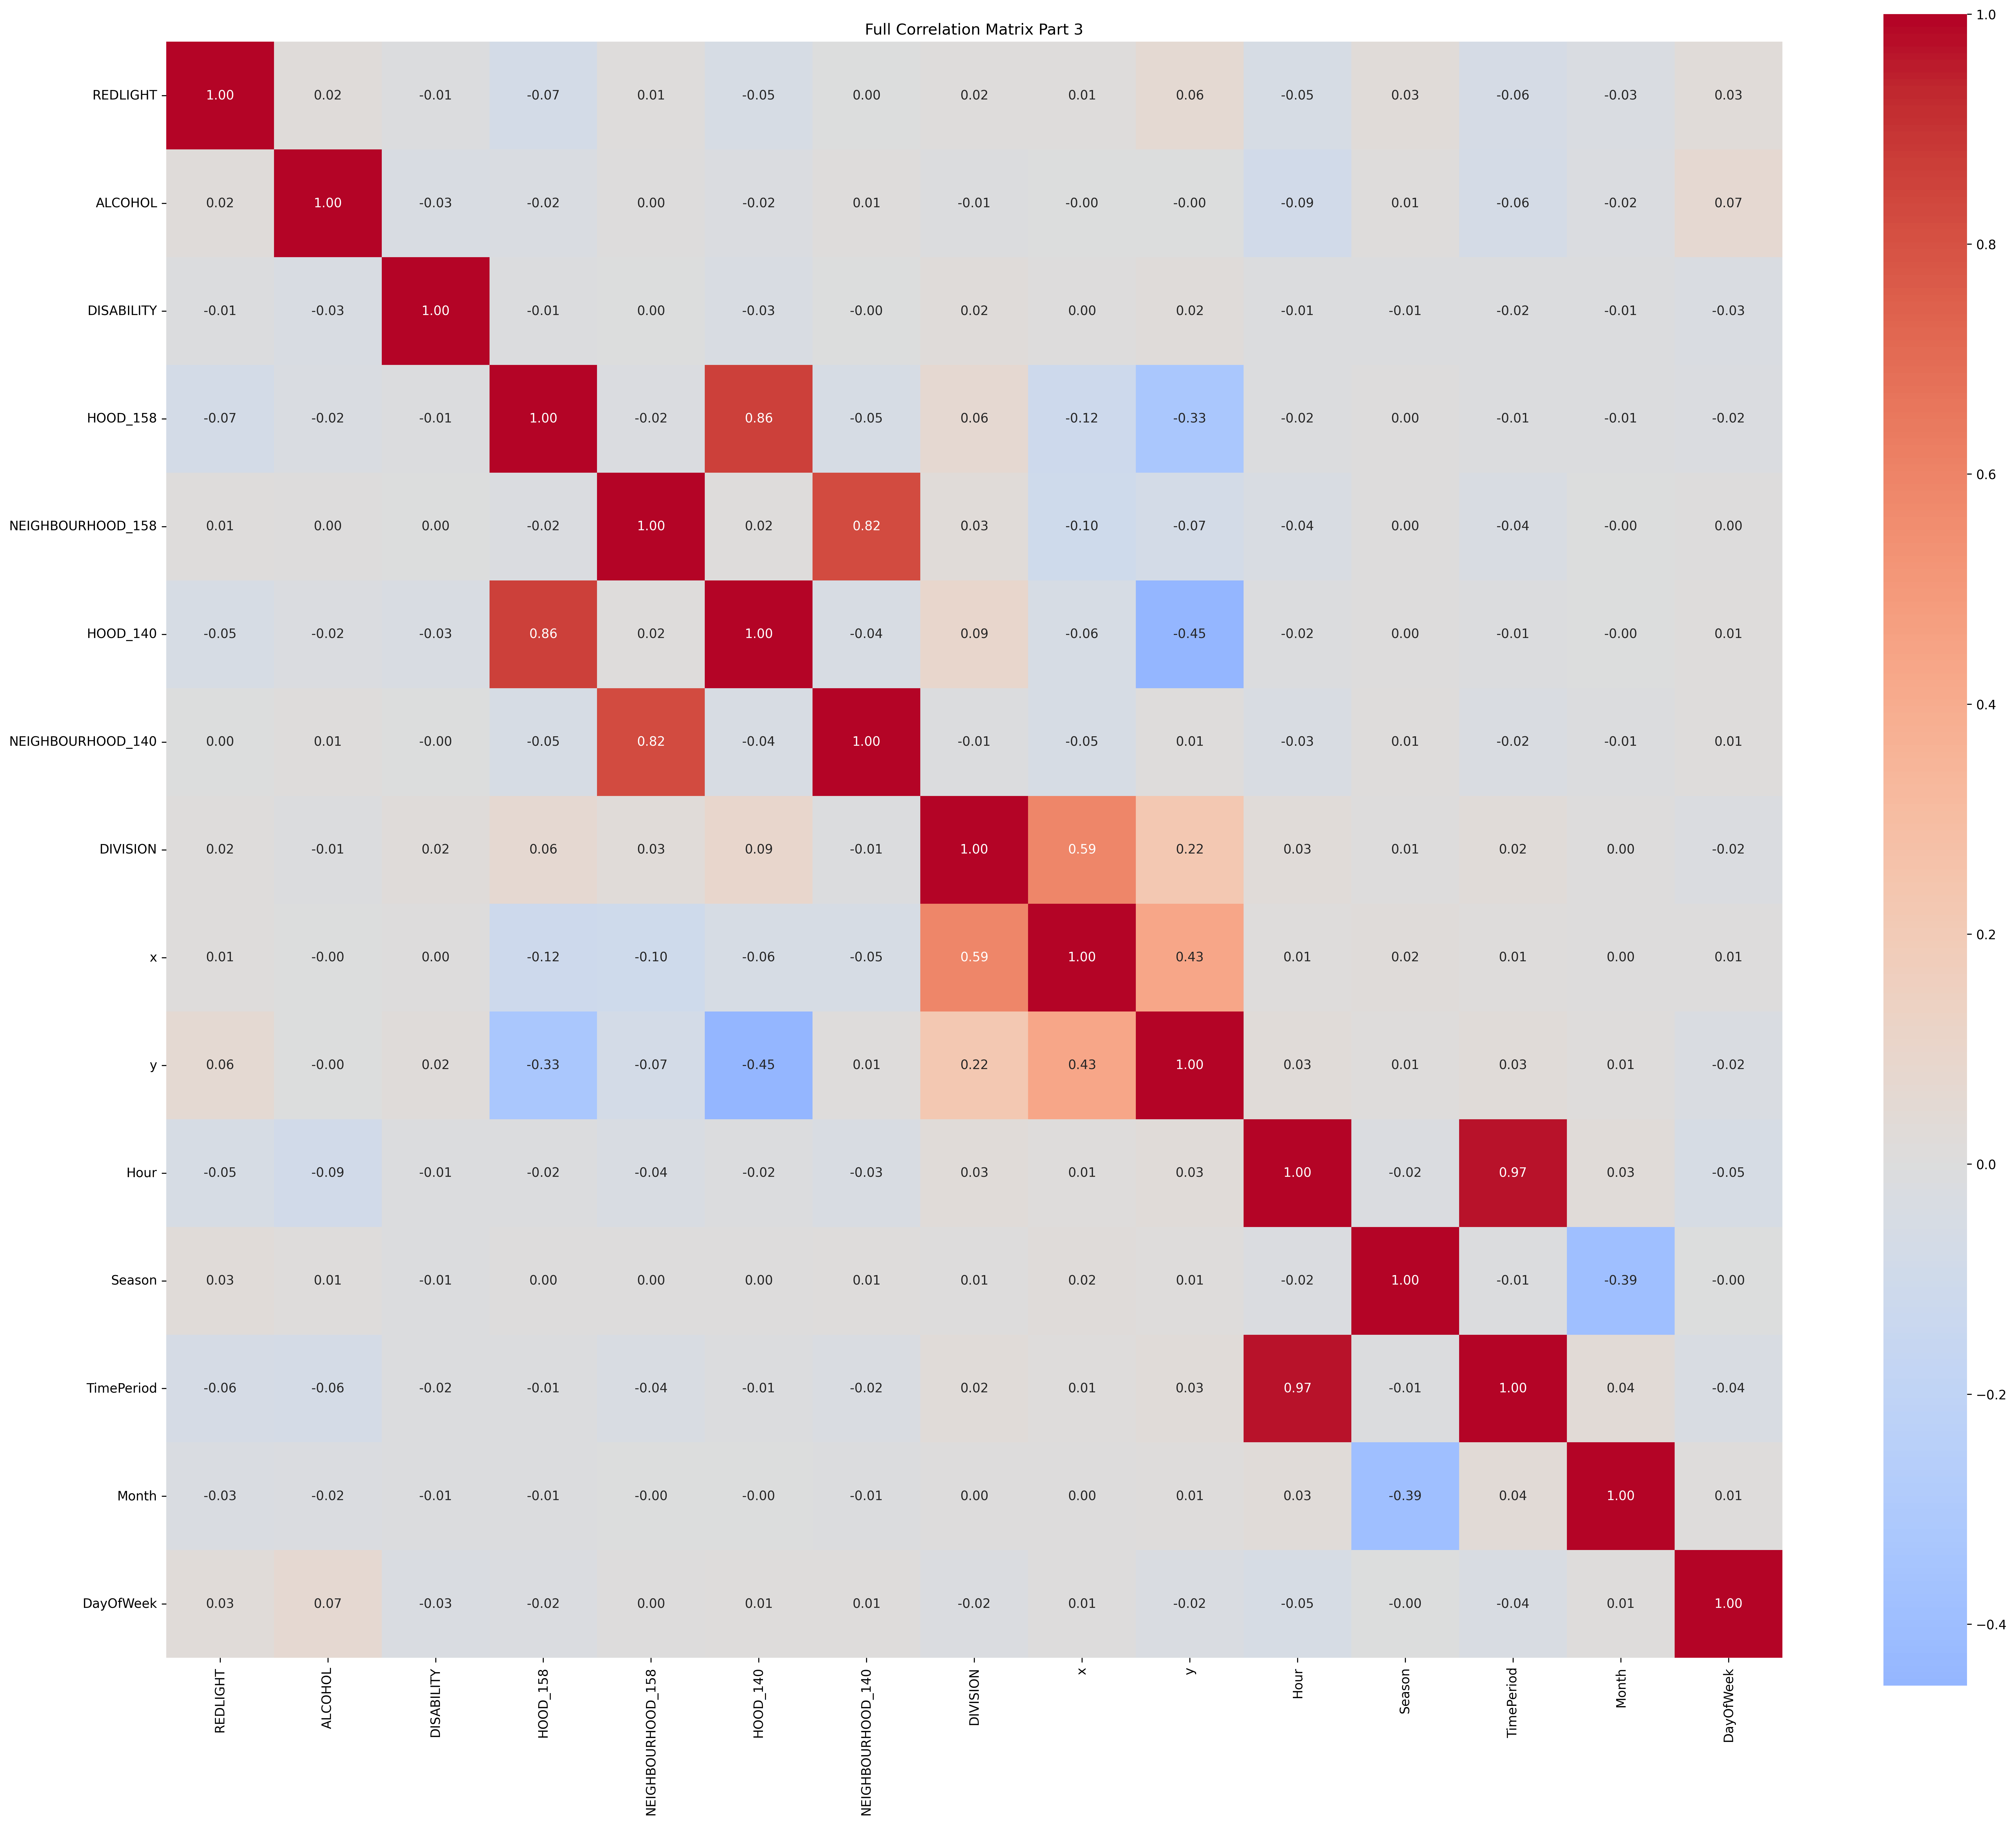 Full Correlation Matrix Part 3
REDLIGHT 1.00 0.02 -0.01 -0.07 0.01 -0.05 0.00 0.02 0.01 0.06 -0.05 0.03 -0.06 -0.03 0.03
ALCOHOL 0.02 1.00 -0.03 -0.02 0.00 -0.02 0.01 -0.01 -0.00 -0.00 -0.09 0.01 -0.06 -0.02 0.07
DISABILITY -0.01 -0.03 1.00 -0.01 0.00 -0.03 -0.00 0.02 0.00 0.02 -0.01 -0.01 -0.02 -0.01 -0.03
HOOD_158 -0.07 -0.02 -0.01 1.00 -0.02 0.86 -0.05 0.06 -0.12 -0.33 -0.02 0.00 -0.01 -0.01 -0.02
NEIGHBOURHOOD_158 0.01 0.00 0.00 -0.02 1.00 0.02 0.82 0.03 -0.10 -0.07 -0.04 0.00 -0.04 -0.00 0.00
HOOD_140 -0.05 -0.02 -0.03 0.86 0.02 1.00 -0.04 0.09 -0.06 -0.45 -0.02 0.00 -0.01 -0.00 0.01
NEIGHBOURHOOD_140 0.00 0.01 -0.00 -0.05 0.82 -0.04 1.00 -0.01 -0.05 0.01 -0.03 0.01 -0.02 -0.01 0.01
DIVISION 0.02 -0.01 0.02 0.06 0.03 0.09 -0.01 1.00 0.59 0.22 0.03 0.01 0.02 0.00 -0.02
x 0.01 -0.00 0.00 -0.12 -0.10 -0.06 -0.05 0.59 1.00 0.43 0.01 0.02 0.01 0.00 0.01
y 0.06 -0.00 0.02 -0.33 -0.07 -0.45 0.01 0.22 0.43 1.00 0.03 0.01 0.03 0.01 -0.02
Hour -0.05 -0.09 -0.01 -0.02 -0.04 -0.02 -0.03 0.03 0.01 0.03 1.00 -0.02 0.97 0.03 -0.05
Season 0.03 0.01 -0.01 0.00 0.00 0.00 0.01 0.01 0.02 0.01 -0.02 1.00 -0.01 -0.39 -0.00
TimePeriod -0.06 -0.06 -0.02 -0.01 -0.04 -0.01 -0.02 0.02 0.01 0.03 0.97 -0.01 1.00 0.04 -0.04
Month -0.03 -0.02 -0.01 -0.01 -0.00 -0.00 -0.01 0.00 0.00 0.01 0.03 -0.39 0.04 1.00 0.01
DayOfWeek 0.03 0.07 -0.03 -0.02 0.00 0.01 0.01 -0.02 0.01 -0.02 -0.05 -0.00 -0.04 0.01 1.00
REDLIGHT ALCOHOL DISABILITY HOOD_158 NEIGHBOURHOOD_158 HOOD_140 NEIGHBOURHOOD_140 DIVISION x y Hour Season TimePeriod Month DayOfWeek
1.0
0.8
0.6
0.4
0.2
0.0
−0.2
−0.4